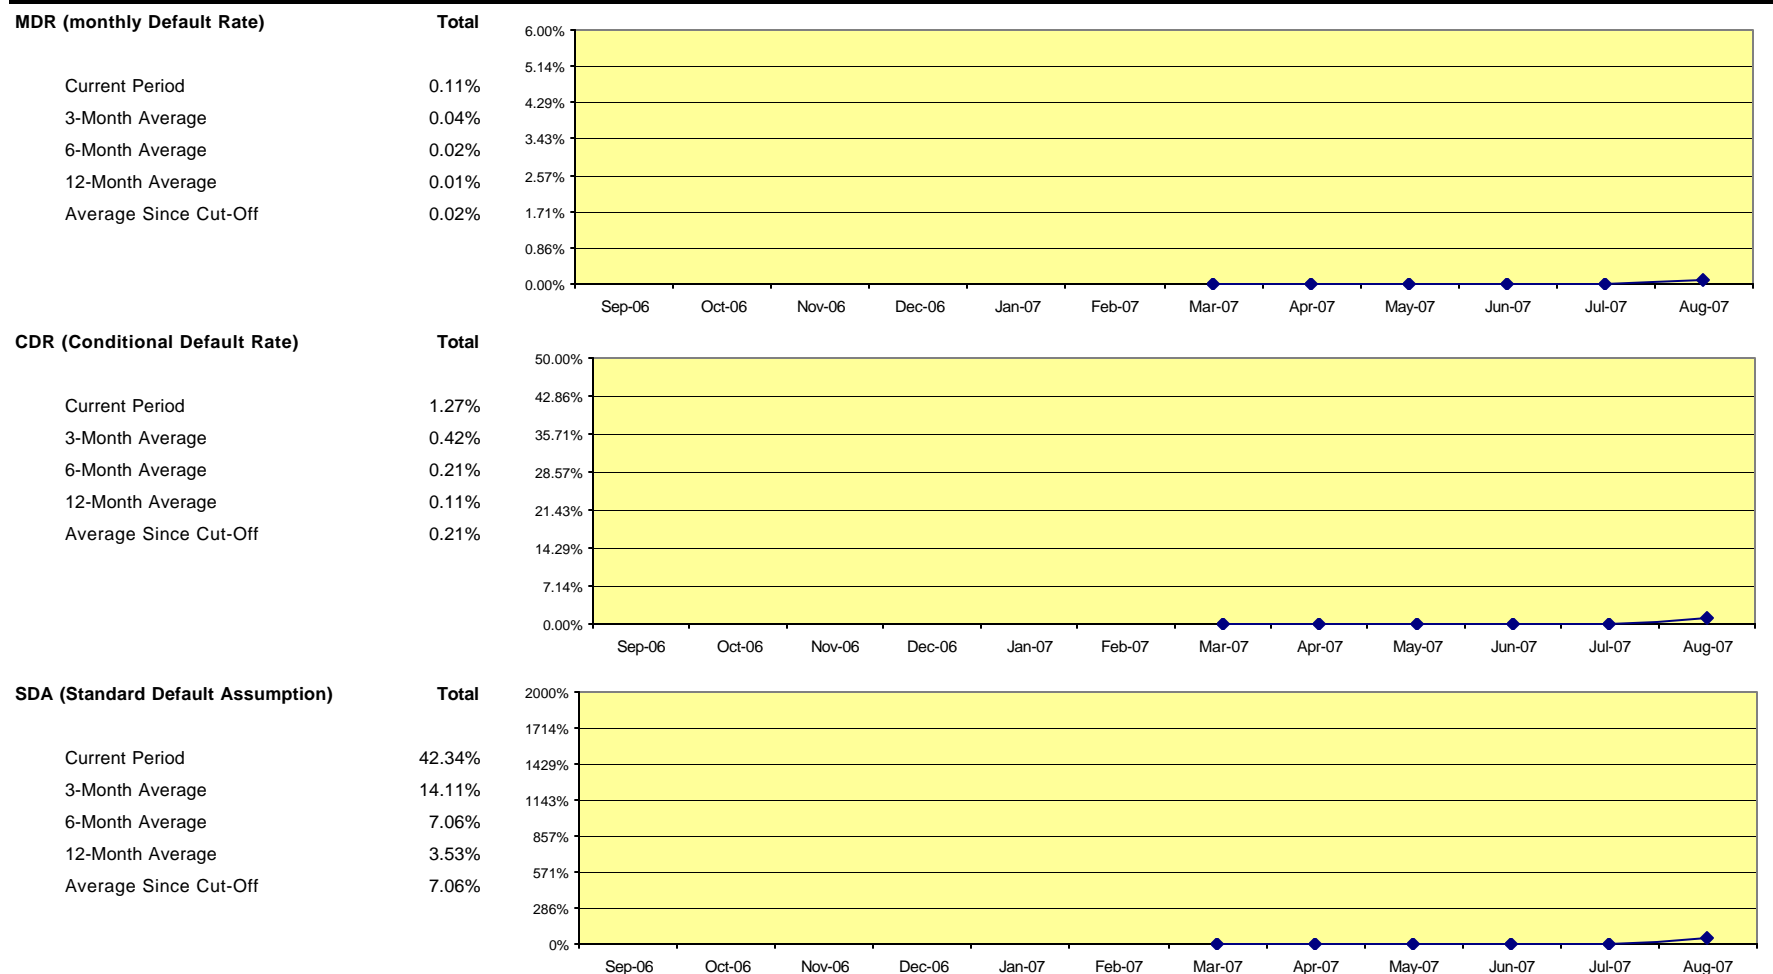 MDR (monthly Default Rate) Total
Current Period 0.11%
3-Month Average 0.04%
6-Month Average 0.02%
12-Month Average 0.01%
Average Since Cut-Off 0.02%
6.00%
5.14%
4.29%
3.43%
2.57%
1.71%
0.86%
0.00%
Sep-06 Oct-06 Nov-06 Dec-06 Jan-07 Feb-07 Mar-07 Apr-07 May-07 Jun-07 Jul-07 Aug-07
CDR (Conditional Default Rate) Total
Current Period 1.27%
3-Month Average 0.42%
6-Month Average 0.21%
12-Month Average 0.11%
Average Since Cut-Off 0.21%
50.00%
42.86%
35.71%
28.57%
21.43%
14.29%
7.14%
0.00%
Sep-06 Oct-06 Nov-06 Dec-06 Jan-07 Feb-07 Mar-07 Apr-07 May-07 Jun-07 Jul-07 Aug-07
SDA (Standard Default Assumption) Total
Current Period 42.34%
3-Month Average 14.11%
6-Month Average 7.06%
12-Month Average 3.53%
Average Since Cut-Off 7.06%
2000%
1714%
1429%
1143%
857%
571%
286%
0%
Sep-06 Oct-06 Nov-06 Dec-06 Jan-07 Feb-07 Mar-07 Apr-07 May-07 Jun-07 Jul-07 Aug-07